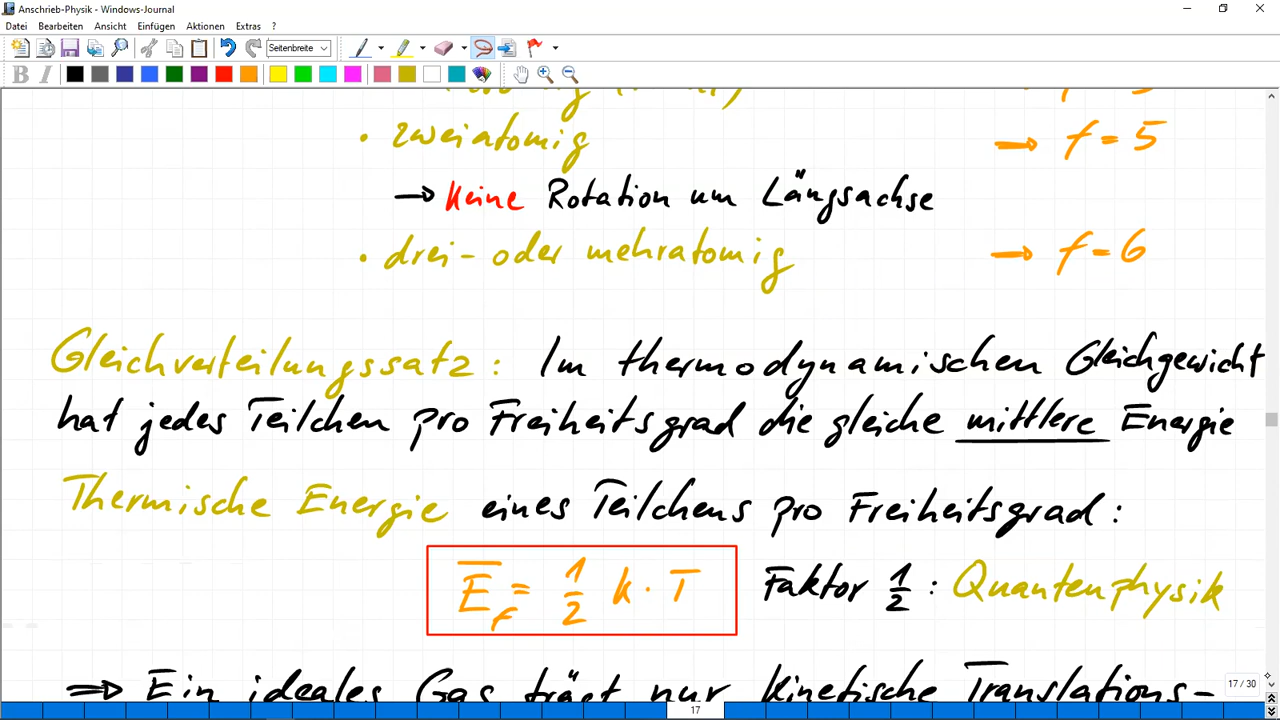 Anschrieb-Physik - Windows-Journal
Datei Bearbeiten Ansicht Einfügen Aktionen Extras ?
Seitenbreite
B I
• zweiatomig → f = 5
→ Keine Rotation um Längsachse
• drei- oder mehratomig → f = 6
Gleichverteilungssatz: Im thermodynamischen Gleichgewicht
hat jedes Teilchen pro Freiheitsgrad die gleiche mittlere Energie
Thermische Energie eines Teilchens pro Freiheitsgrad:
E̅_f = 1/2 k · T Faktor 1/2 : Quantenphysik
⇒ Ein ideales Gas trägt nur kinetische Translations-
17 / 30
17